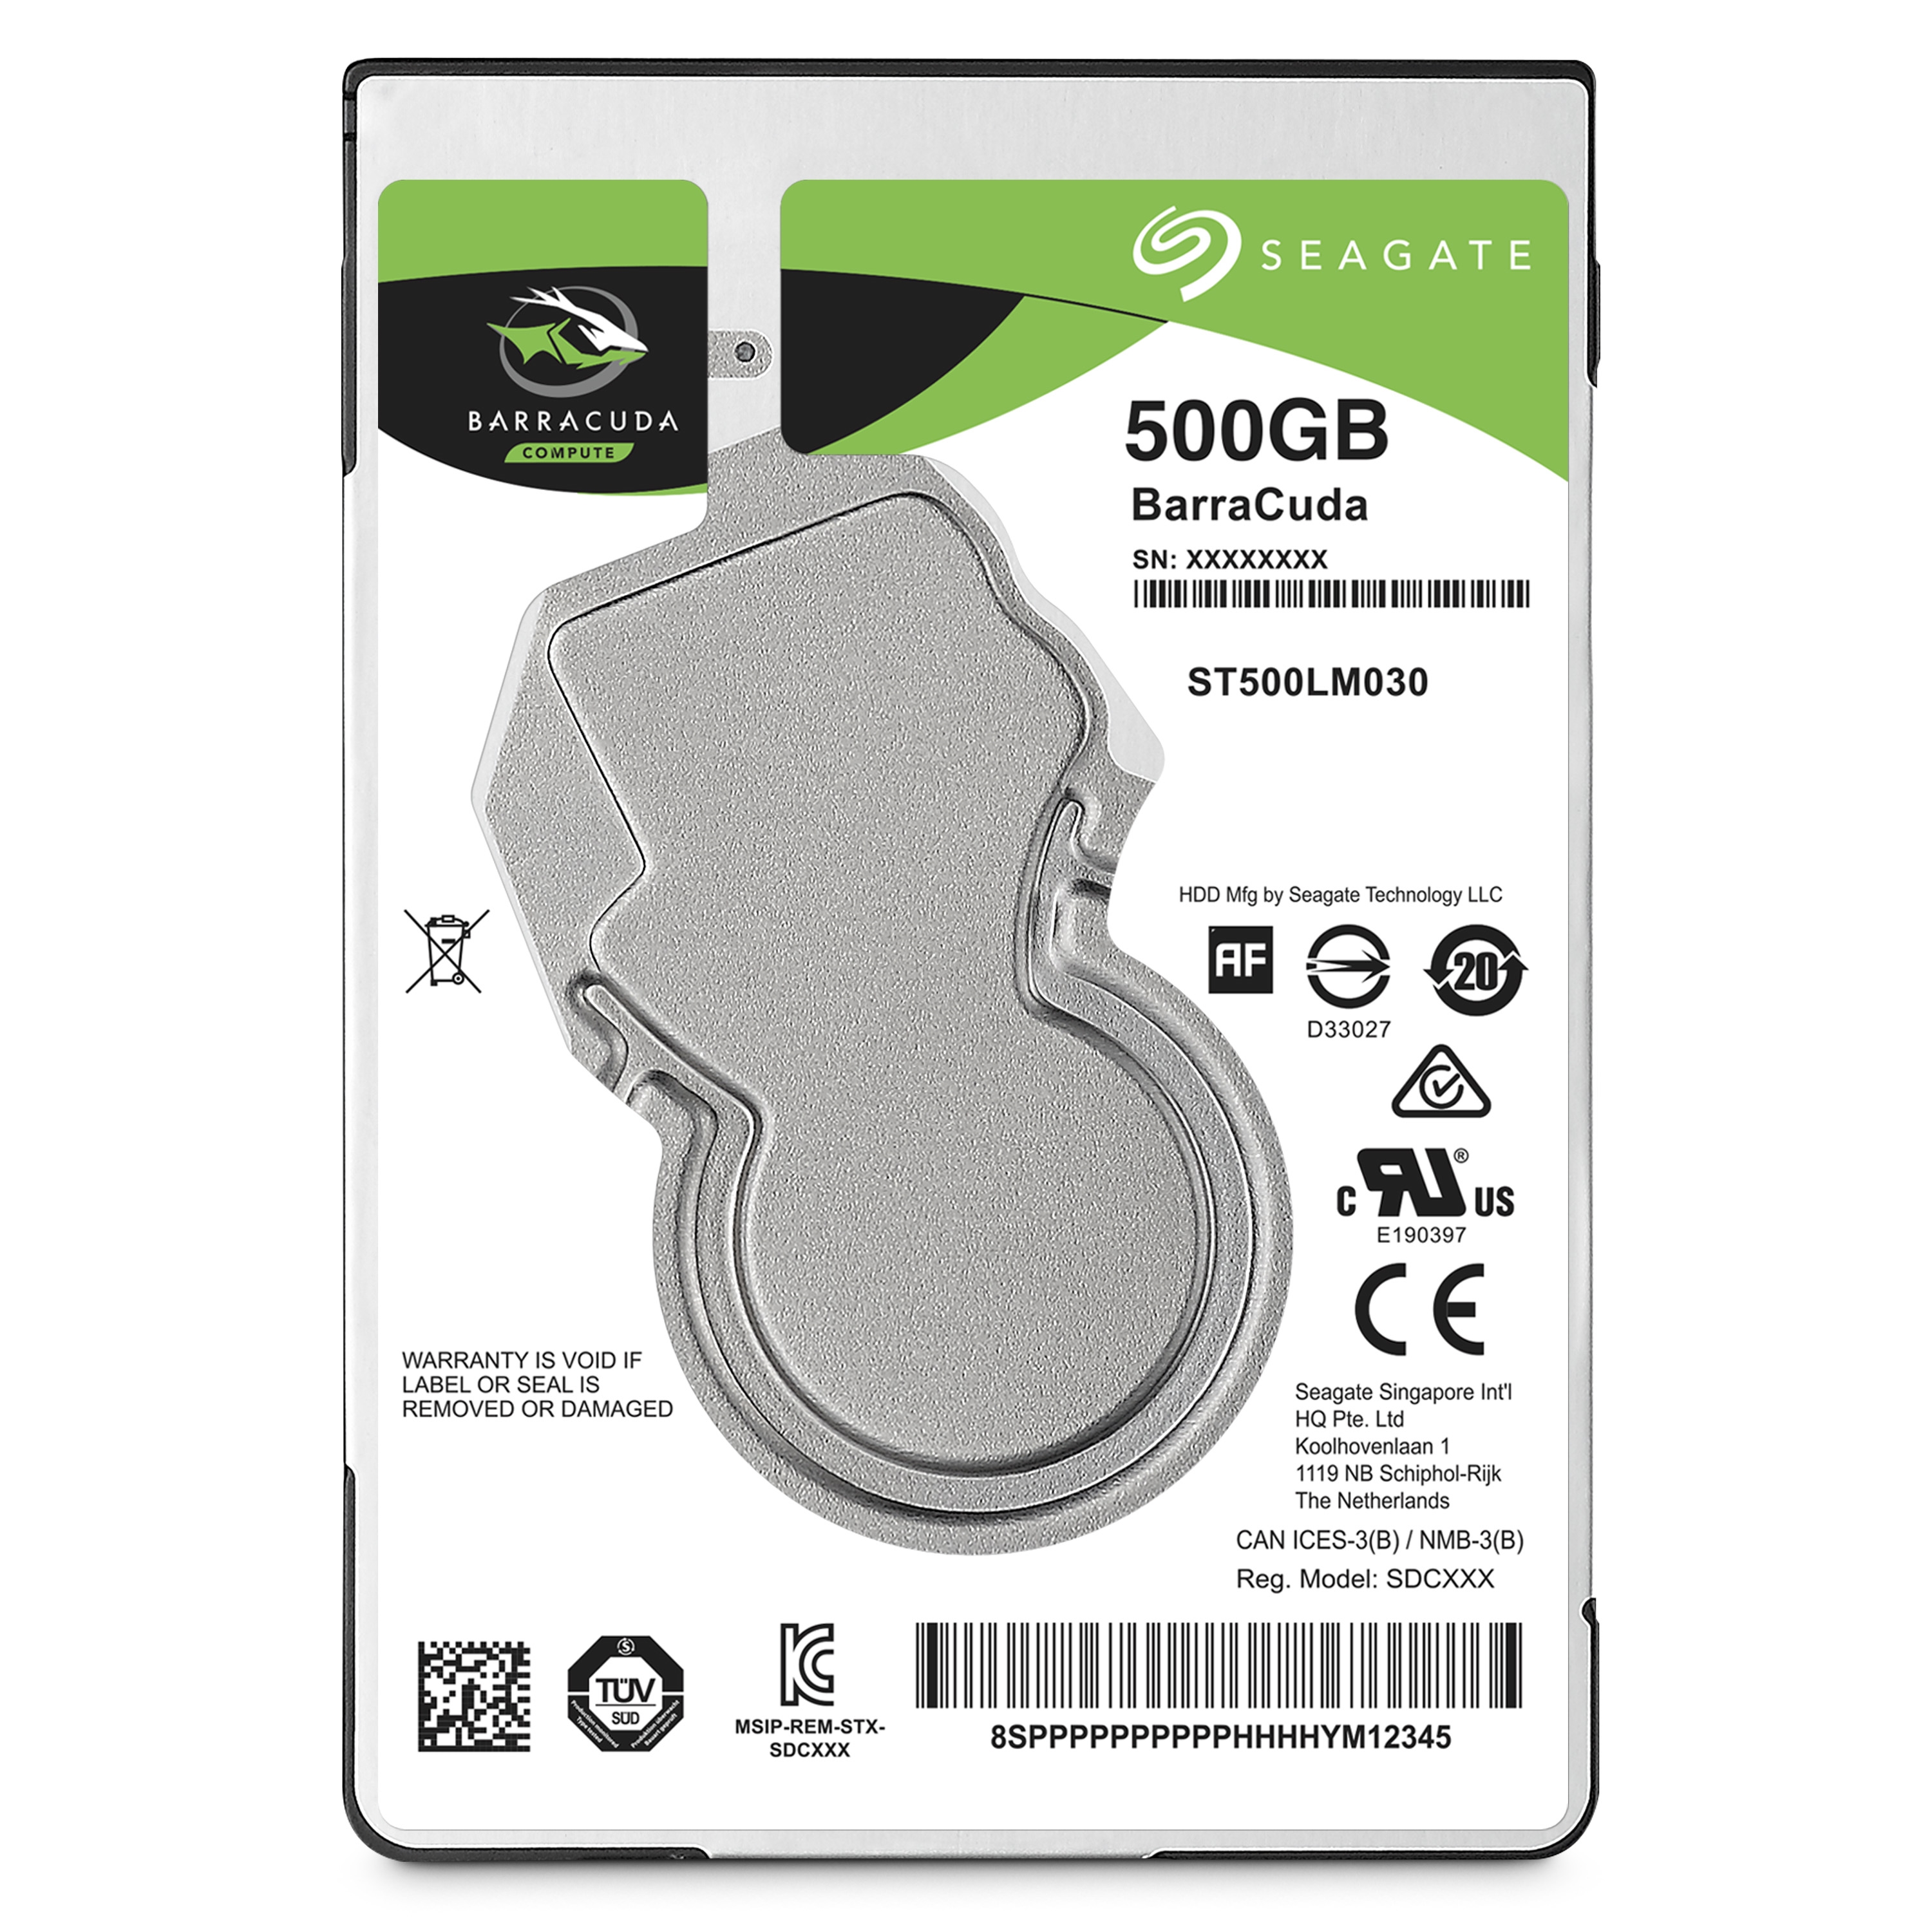 SEAGATE
BARRACUDA
COMPUTE
500GB
BarraCuda
SN: XXXXXXXX
ST500LM030
HDD Mfg by Seagate Technology LLC
AF
20
D33027
C RU® US
E190397
CE
WARRANTY IS VOID IF
LABEL OR SEAL IS
REMOVED OR DAMAGED
Seagate Singapore Int'l
HQ Pte. Ltd
Koolhovenlaan 1
1119 NB Schiphol-Rijk
The Netherlands
CAN ICES-3(B) / NMB-3(B)
Reg. Model: SDCXXX
TÜV
SÜD
MSIP-REM-STX-
SDCXXX
8SPPPPPPPPPPPHHHHYM12345